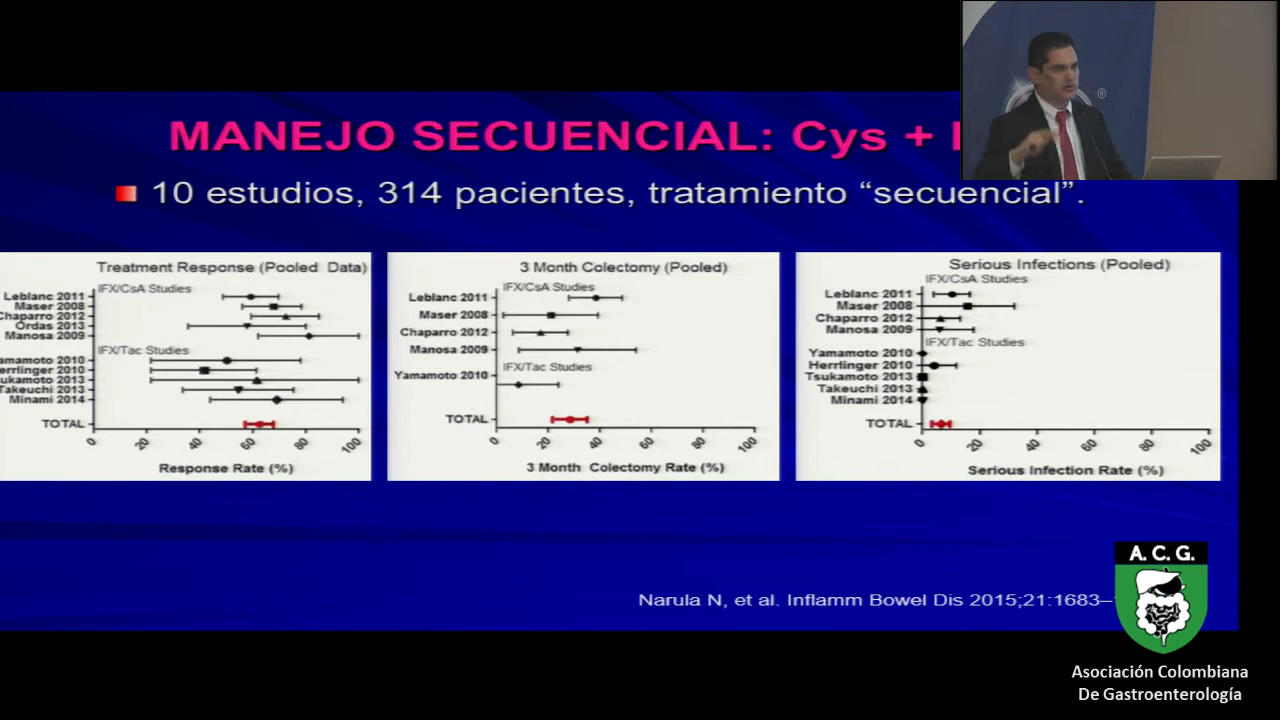 MANEJO SECUENCIAL: Cys +
®
10 estudios, 314 pacientes, tratamiento “secuencial”.
Treatment Response (Pooled Data)
IFX/CsA Studies
Leblanc 2011
Maser 2008
Chaparro 2012
Ordas 2013
Manosa 2009
IFX/Tac Studies
amamoto 2010
errlinger 2010
sukamoto 2013
Takeuchi 2013
Minami 2014
TOTAL
0 20 40 60 80 100
Response Rate (%)
3 Month Colectomy (Pooled)
IFX/CsA Studies
Leblanc 2011
Maser 2008
Chaparro 2012
Manosa 2009
IFX/Tac Studies
Yamamoto 2010
TOTAL
0 20 40 60 80 100
3 Month Colectomy Rate (%)
Serious Infections (Pooled)
IFX/CsA Studies
Leblanc 2011
Maser 2008
Chaparro 2012
Manosa 2009
IFX/Tac Studies
Yamamoto 2010
Herrlinger 2010
Tsukamoto 2013
Takeuchi 2013
Minami 2014
TOTAL
0 20 40 60 80 100
Serious Infection Rate (%)
Narula N, et al. Inflamm Bowel Dis 2015;21:1683–
A. C. G.
Asociación Colombiana
De Gastroenterología